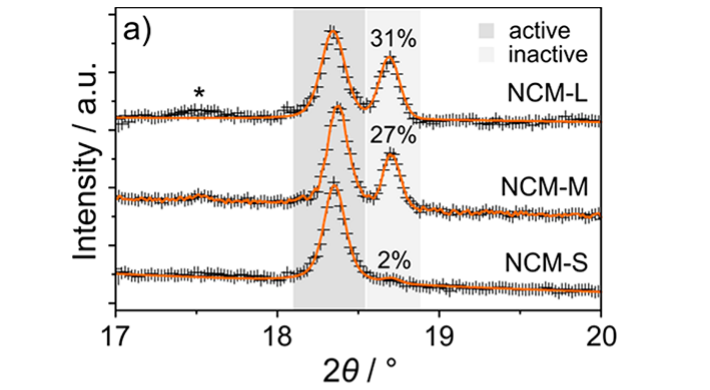 a)
active
inactive
31%
NCM-L
*
27%
NCM-M
2%
NCM-S
Intensity / a.u.
17 18 19 20
2θ / °